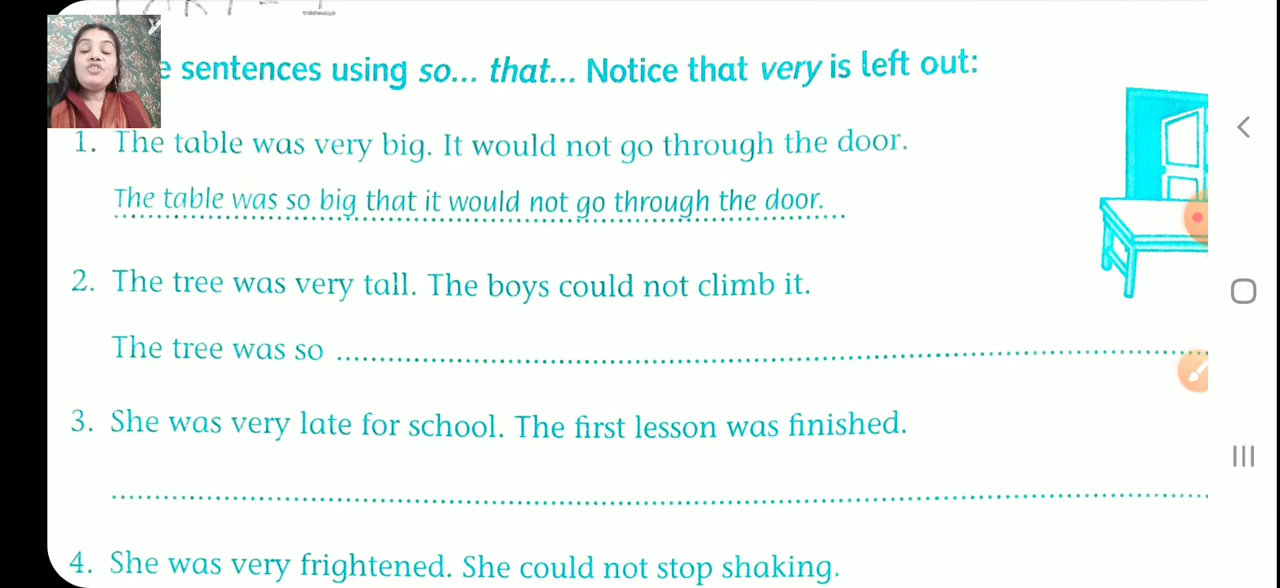 sentences using so... that... Notice that very is left out:
1. The table was very big. It would not go through the door.
The table was so big that it would not go through the door.
2. The tree was very tall. The boys could not climb it.
The tree was so
3. She was very late for school. The first lesson was finished.
4. She was very frightened. She could not stop shaking.